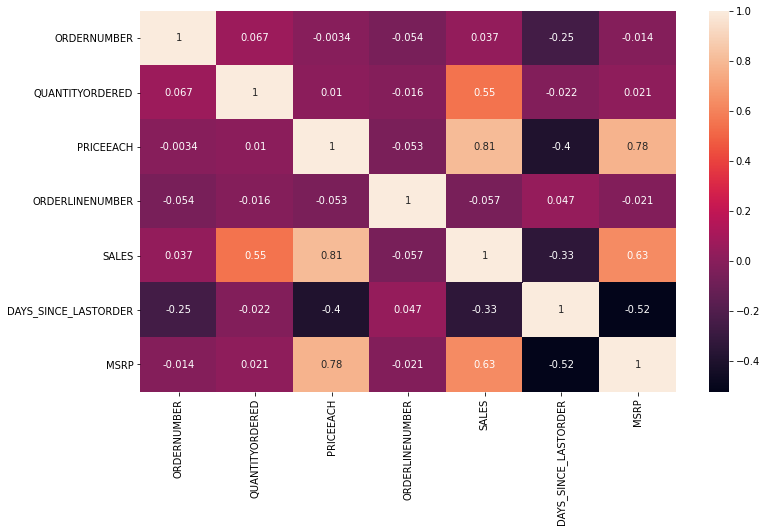 ORDERNUMBER 1 0.067 -0.0034 -0.054 0.037 -0.25 -0.014
QUANTITYORDERED 0.067 1 0.01 -0.016 0.55 -0.022 0.021
PRICEEACH -0.0034 0.01 1 -0.053 0.81 -0.4 0.78
ORDERLINENUMBER -0.054 -0.016 -0.053 1 -0.057 0.047 -0.021
SALES 0.037 0.55 0.81 -0.057 1 -0.33 0.63
DAYS_SINCE_LASTORDER -0.25 -0.022 -0.4 0.047 -0.33 1 -0.52
MSRP -0.014 0.021 0.78 -0.021 0.63 -0.52 1
ORDERNUMBER
QUANTITYORDERED
PRICEEACH
ORDERLINENUMBER
SALES
DAYS_SINCE_LASTORDER
MSRP
1.0
0.8
0.6
0.4
0.2
0.0
−0.2
−0.4